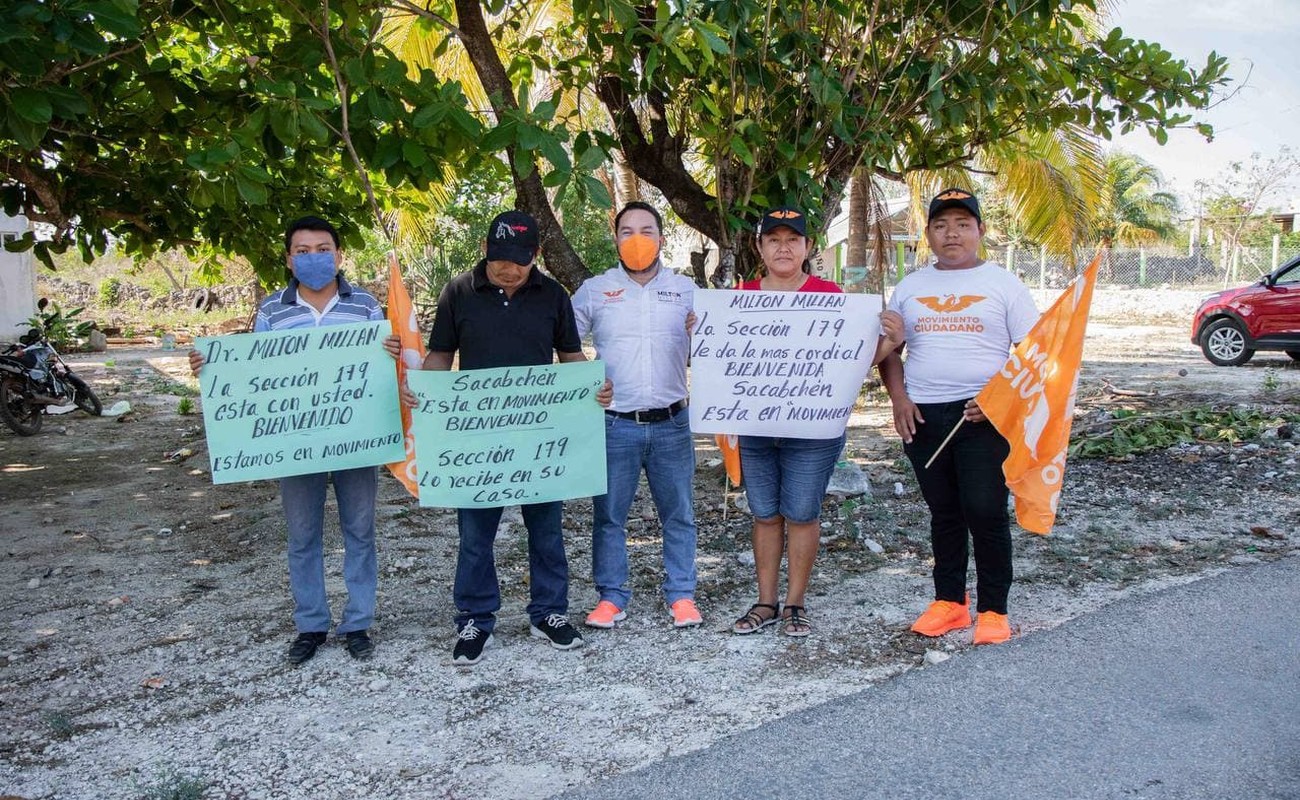 Dr. MILTON MILLAN
La Sección 179
esta con usted.
BIENVENIDO
Estamos en MOVIMIENTO
Sacabchén
"Esta en MOVIMIENTO"
BIENVENIDO
Sección 179
Lo recibe en su
casa.
MILTON
MILTON MILLAN
La Sección 179
le da la mas cordial
BIENVENIDA
Sacabchén
Esta en "MOVIMIENT
MOVIMIENTO
CIUDADANO